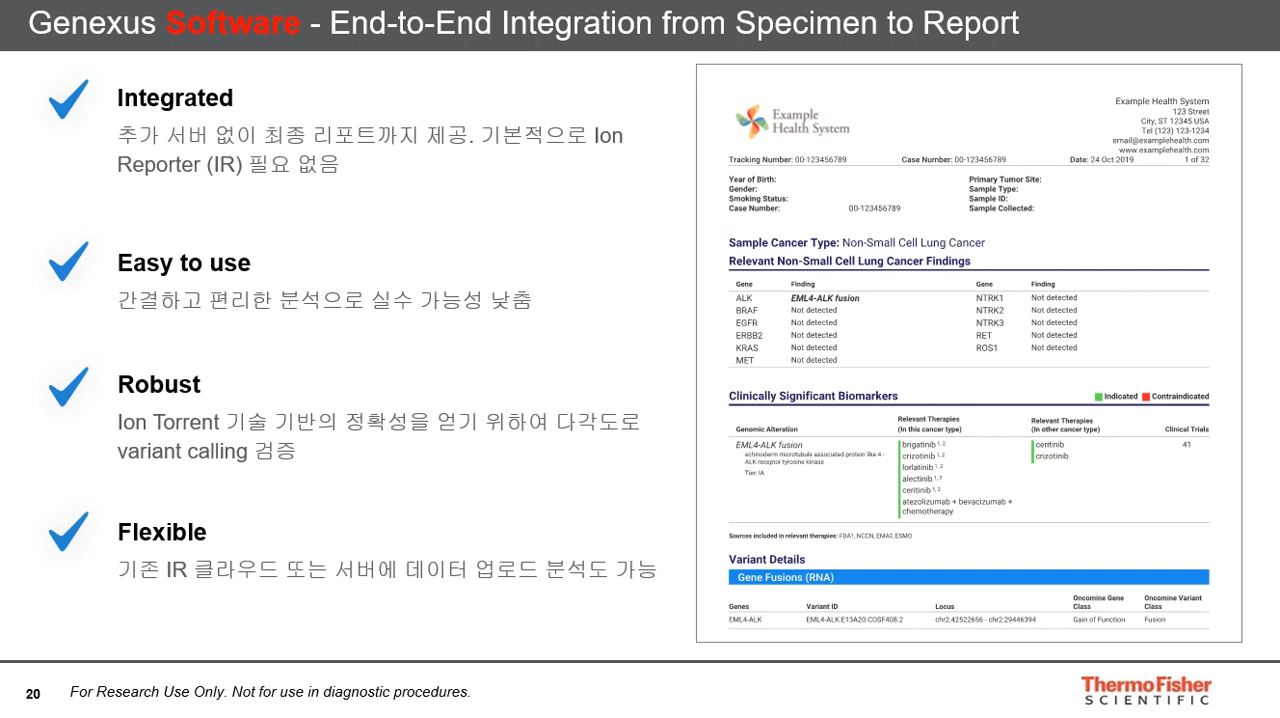 Genexus Software - End-to-End Integration from Specimen to Report
Integrated
추가 서버 없이 최종 리포트까지 제공. 기본적으로 Ion
Reporter (IR) 필요 없음
Easy to use
간결하고 편리한 분석으로 실수 가능성 낮춤
Robust
Ion Torrent 기술 기반의 정확성을 얻기 위하여 다각도로
variant calling 검증
Flexible
기존 IR 클라우드 또는 서버에 데이터 업로드 분석도 가능
Example
Health System
Example Health System
123 Street
City, ST 12345 USA
Tel (123) 123-1234
email@examplehealth.com
www.examplehealth.com
Tracking Number: 00-123456789 Case Number: 00-123456789 Date: 24 Oct 2019 1 of 32
Year of Birth: Primary Tumor Site:
Gender: Sample Type:
Smoking Status: Sample ID:
Case Number: 00-123456789 Sample Collected:
Sample Cancer Type: Non-Small Cell Lung Cancer
Relevant Non-Small Cell Lung Cancer Findings
Gene Finding Gene Finding
ALK EML4-ALK fusion NTRK1 Not detected
BRAF Not detected NTRK2 Not detected
EGFR Not detected NTRK3 Not detected
ERBB2 Not detected RET Not detected
KRAS Not detected ROS1 Not detected
MET Not detected
Clinically Significant Biomarkers Indicated Contraindicated
Genomic Alteration Relevant Therapies (In this cancer type) Relevant Therapies (In other cancer type) Clinical Trials
EML4-ALK fusion brigatinib 1, 2 ceritinib 41
echinoderm microtubule associated protein like 4 - crizotinib 1, 2 crizotinib
ALK receptor tyrosine kinase lorlatinib 1, 2
Tier: IA alectinib 1, 2
ceritinib 1, 2
atezolizumab + bevacizumab +
chemotherapy
Sources included in relevant therapies: FDA1, NCCN, EMA2, ESMO
Variant Details
Gene Fusions (RNA)
Genes Variant ID Locus Oncomine Gene Class Oncomine Variant Class
EML4-ALK EML4-ALK.E13A20.COSF408.2 chr2:42522656 - chr2:29446394 Gain of Function Fusion
20 For Research Use Only. Not for use in diagnostic procedures.
ThermoFisher
SCIENTIFIC